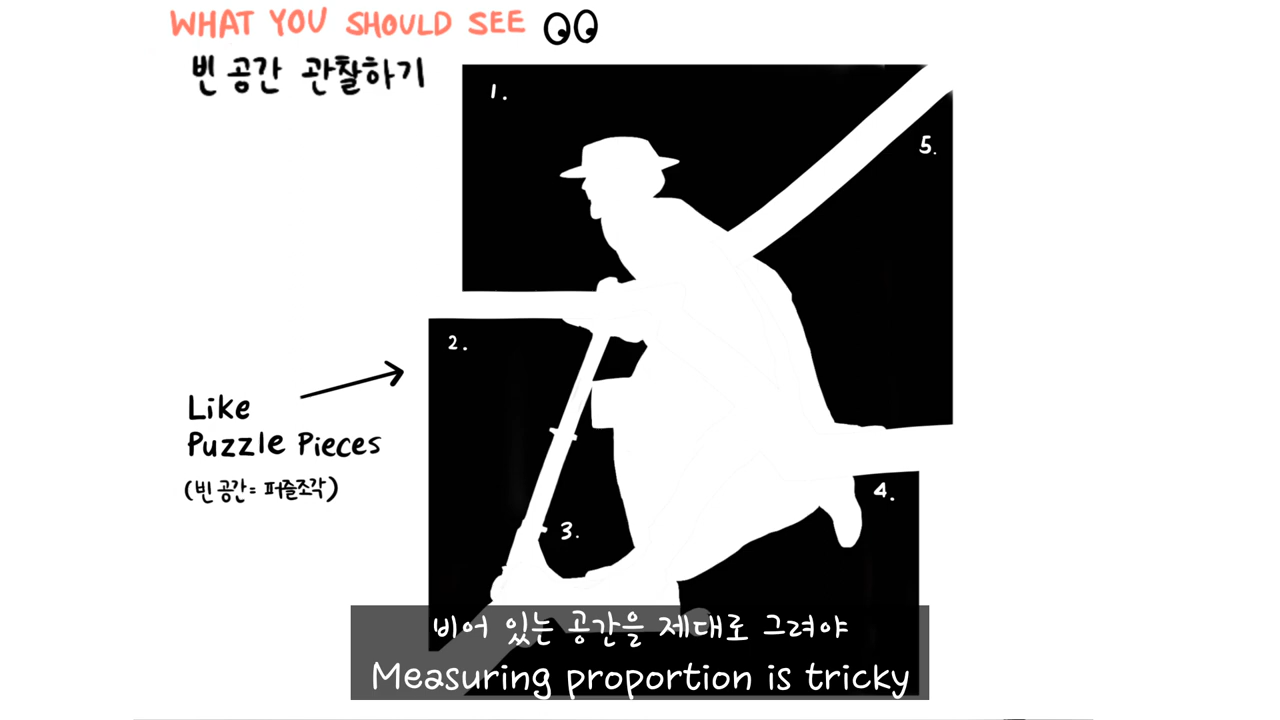 WHAT YOU SHOULD SEE
빈 공간 관찰하기
1.
5.
2.
Like
Puzzle Pieces
(빈 공간= 퍼즐조각)
4.
3.
비어 있는 공간을 제대로 그려야
Measuring proportion is tricky